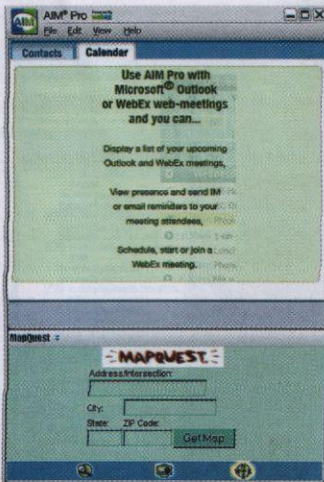 AIM® Pro
File Edit View Help
Contacts Calendar
Use AIM Pro with
Microsoft® Outlook
or WebEx web-meetings
and you can...
Display a list of your upcoming
Outlook and WebEx meetings,
View presence and send IM
or email reminders to your
meeting attendees,
Schedule, start or join a
WebEx meeting.
MapQuest
MAPQUEST
Address/Intersection:
City:
State: ZIP Code:
Get Map